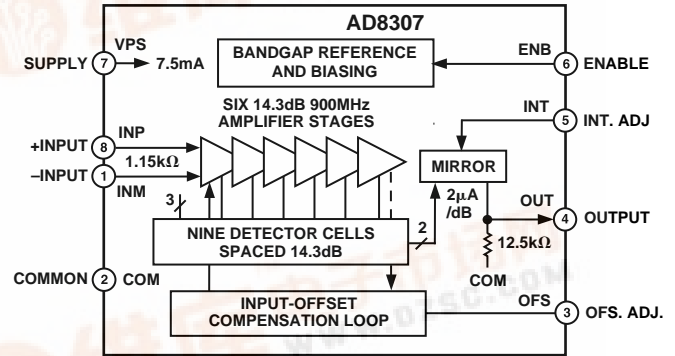 AD8307
VPS
SUPPLY 7 7.5mA
BANDGAP REFERENCE
AND BIASING
ENB
6 ENABLE
SIX 14.3dB 900MHz
AMPLIFIER STAGES
INT
5 INT. ADJ
+INPUT 8 INP
1.15kΩ
–INPUT 1 INM
MIRROR
3
2μA
/dB
OUT
4 OUTPUT
NINE DETECTOR CELLS
SPACED 14.3dB
2
12.5kΩ
COM
COMMON 2 COM
INPUT-OFFSET
COMPENSATION LOOP
OFS
3 OFS. ADJ.
WWW.DZSC.COM